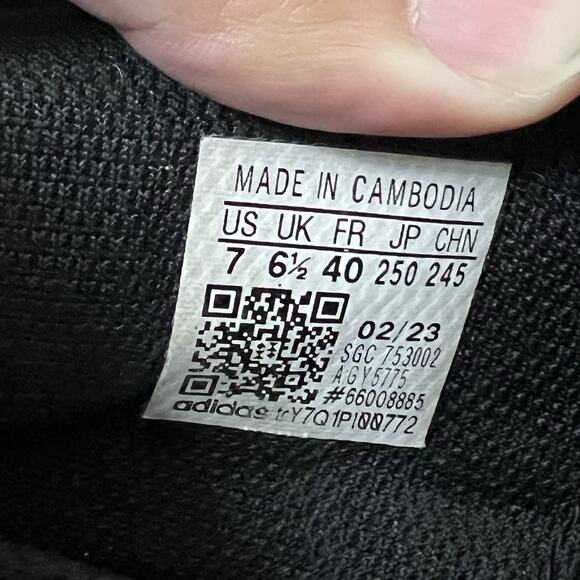 MADE IN CAMBODIA
US UK FR JP CHN
7 6½ 40 250 245
02/23
SGC 753002
AGY5775
#66008885
adidas